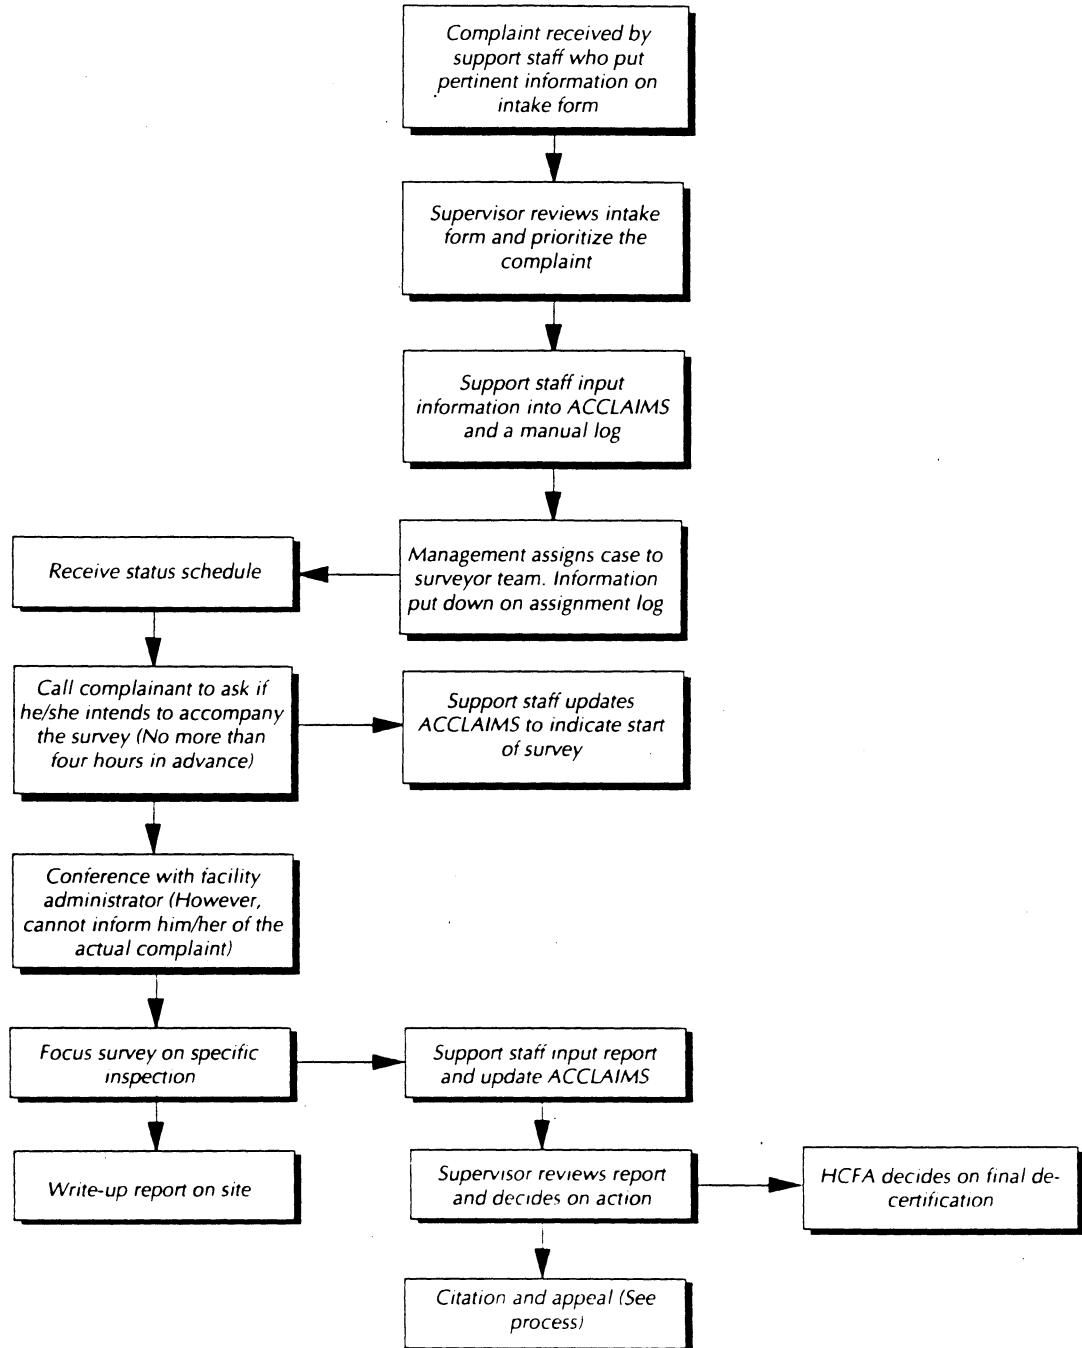 Complaint received by
support staff who put
pertinent information on
intake form
Supervisor reviews intake
form and prioritize the
complaint
Support staff input
information into ACCLAIMS
and a manual log
Management assigns case to
surveyor team. Information
put down on assignment log
Receive status schedule
Call complainant to ask if
he/she intends to accompany
the survey (No more than
four hours in advance)
Support staff updates
ACCLAIMS to indicate start
of survey
Conference with facility
administrator (However,
cannot inform him/her of the
actual complaint)
Focus survey on specific
inspection
Support staff input report
and update ACCLAIMS
Write-up report on site
Supervisor reviews report
and decides on action
HCFA decides on final de-
certification
Citation and appeal (See
process)